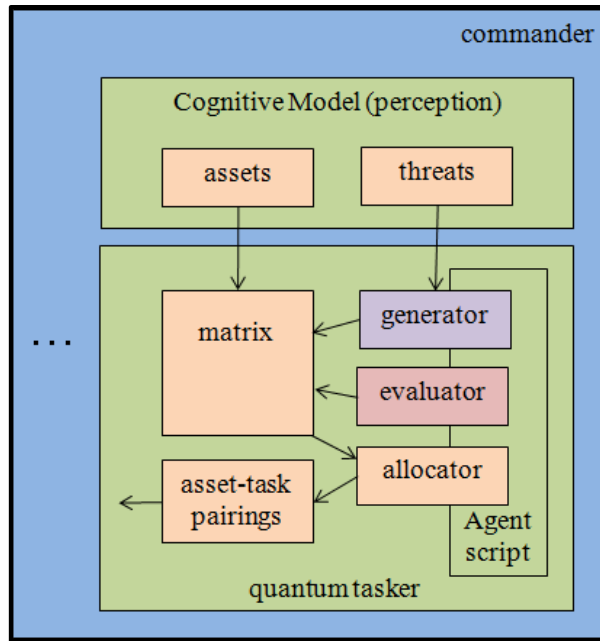 commander
Cognitive Model (perception)
assets
threats
matrix
generator
evaluator
allocator
asset-task
pairings
Agent
script
quantum tasker
...